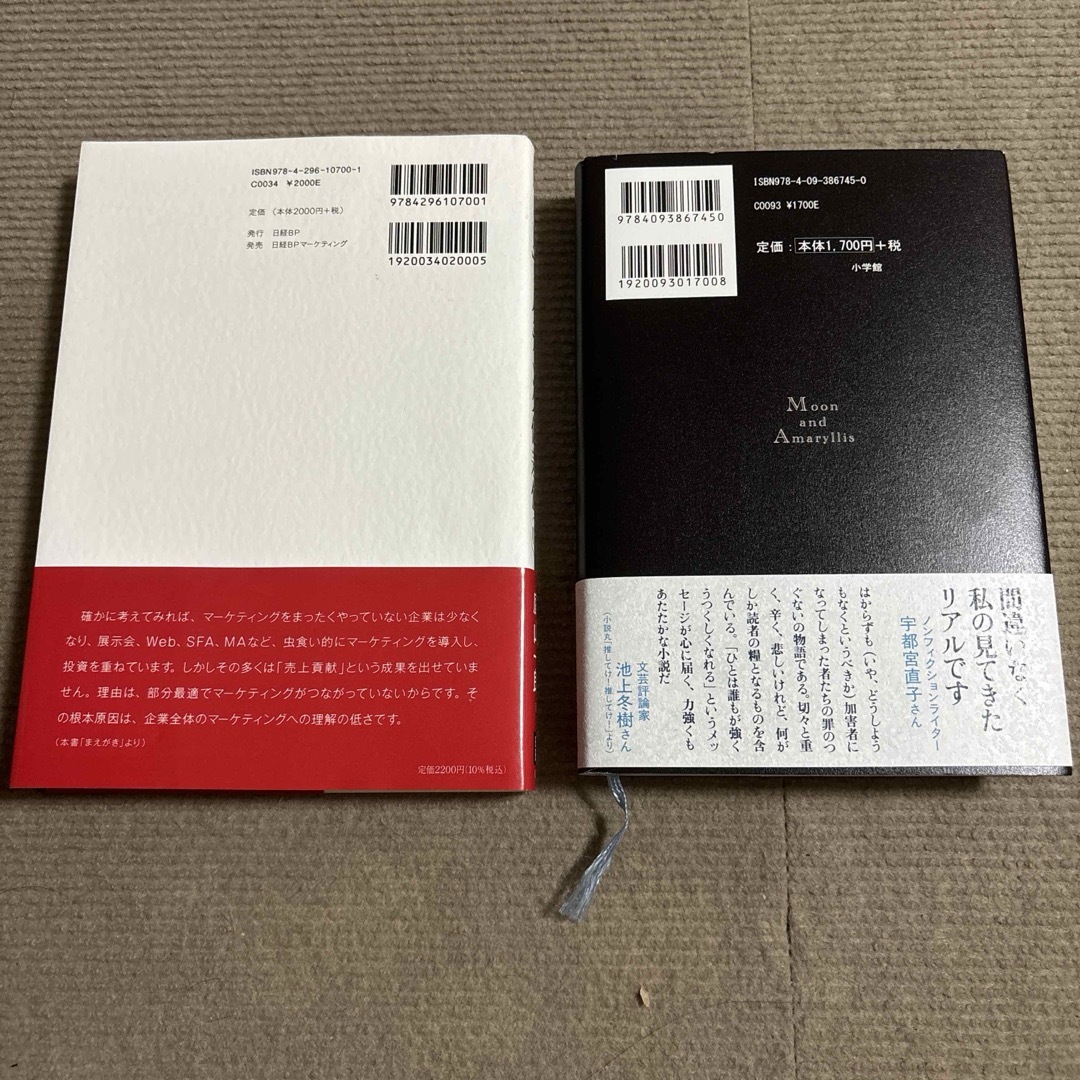 ISBN978-4-296-10700-1
C0034 ¥2000E
定価(本体2000円+税)
発行 日経BP
発売 日経BPマーケティング
9784296107001
1920034020005
確かに考えてみれば、マーケティングをまったくやっていない企業は少なく
なり、展示会、Web、SFA、MAなど、虫食い的にマーケティングを導入し、
投資を重ねています。しかしその多くは「売上貢献」という成果を出せていま
せん。理由は、部分最適でマーケティングがつながっていないからです。そ
の根本原因は、企業全体のマーケティングへの理解の低さです。
(本書「まえがき」より)
定価2200円(10%税込)
9784093867450
1920093017008
ISBN978-4-09-386745-0
C0093 ¥1700E
定価:本体1,700円+税
小学館
Moon
and
Amaryllis
間違いなく
私の見てきた
リアルです
ノンフィクションライター
宇都宮直子さん
はからずも(いや、どうしよう
もなくというべきか)加害者に
なってしまった者たちの罪のつ
ぐないの物語である。切々と重
く、辛く、悲しいけれど、何が
しか読者の糧となるものを含
んでいる。「ひとは誰もが強く
うつくしくなれる」というメッ
セージが心に届く、力強くも
あたたかな小説だ
文芸評論家
池上冬樹さん
(小説丸「推してけ!推してけ!」より)